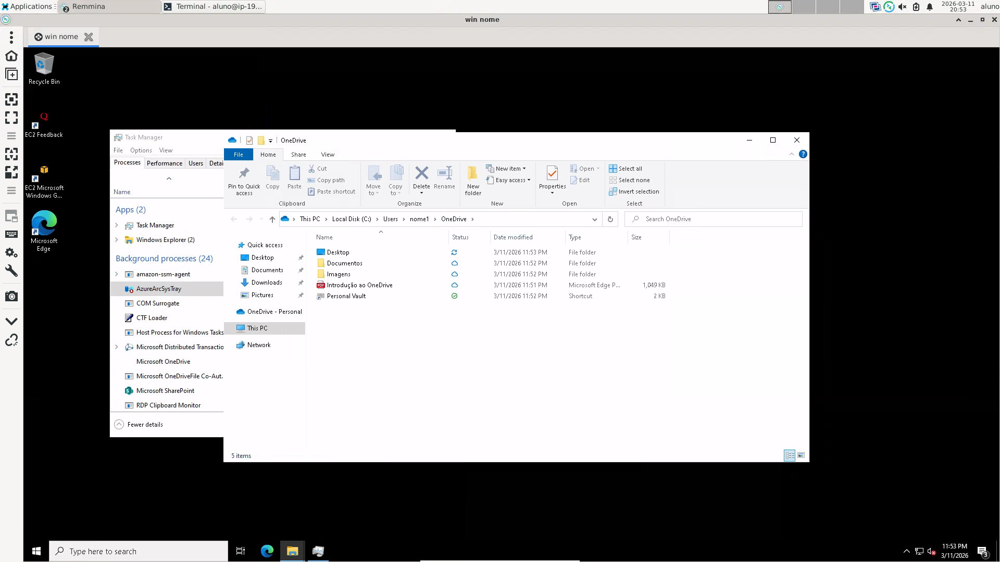 Applications
2
Remmina
Terminal - aluno@ip-19...
2026-03-11
20:53
aluno
win nome
win nome
Recycle Bin
Q
EC2 Feedback
EC2 Microsoft
Windows G...
Microsoft
Edge
Task Manager
File Options View
Processes Performance Users Detai
Name
Apps (2)
Task Manager
Windows Explorer (2)
Background processes (24)
amazon-ssm-agent
AzureArcSysTray
COM Surrogate
CTF Loader
Host Process for Windows Tasks
Microsoft Distributed Transactio
Microsoft OneDrive
Microsoft OneDriveFile Co-Aut.
Microsoft SharePoint
RDP Clipboard Monitor
Fewer details
OneDrive
File Home Share View
Pin to Quick
access
Copy
Paste
Cut
Copy path
Paste shortcut
Clipboard
Move
to
Copy
to
Delete
Rename
Organize
New
folder
New item
Easy access
New
Properties
Open
Edit
Open
Select all
Select none
Invert selection
Select
This PC Local Disk (C:) Users nome1 OneDrive
Search OneDrive
Quick access
Desktop
Documents
Downloads
Pictures
OneDrive - Personal
This PC
Network
Name Status Date modified Type Size
Desktop 3/11/2026 11:53 PM File folder
Documentos 3/11/2026 11:52 PM File folder
Imagens 3/11/2026 11:52 PM File folder
PDF Introdução ao OneDrive 3/11/2026 11:51 PM Microsoft Edge P... 1,049 KB
Personal Vault 3/11/2026 11:52 PM Shortcut 2 KB
5 items
Type here to search
11:53 PM
3/11/2026
3